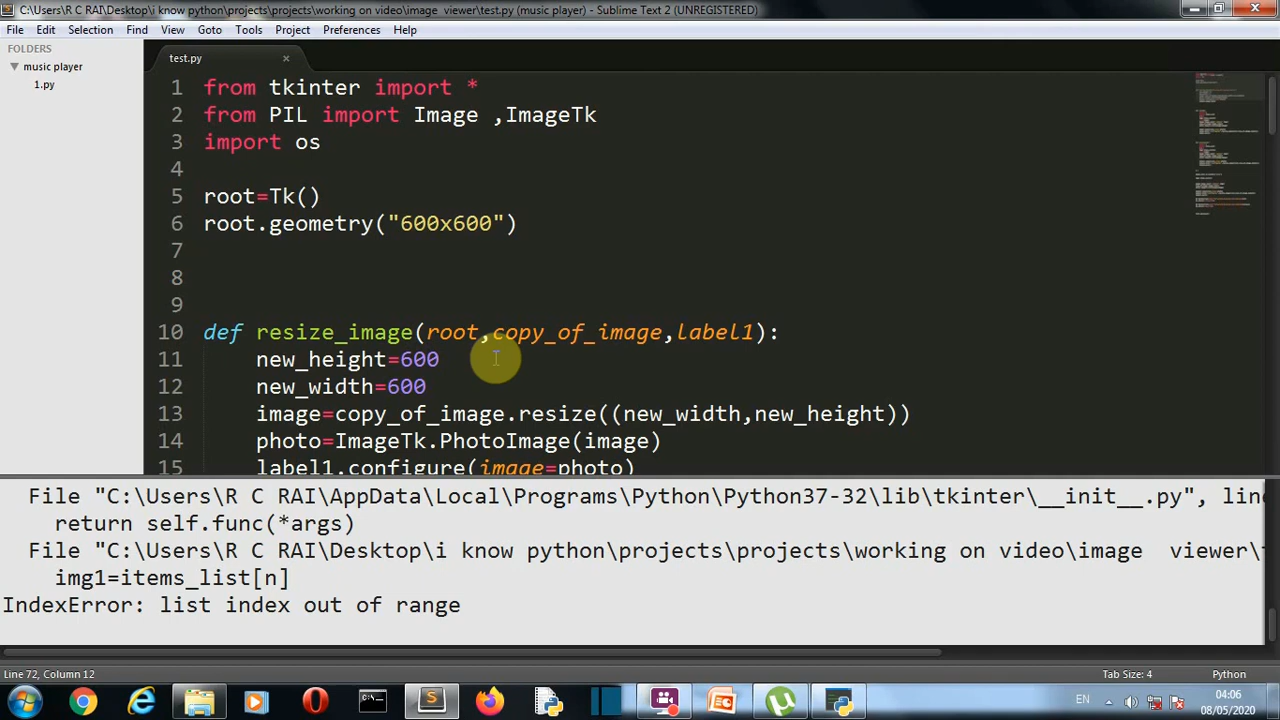 C:\Users\R C RAI\Desktop\i know python\projects\projects\working on video\image  viewer\test.py (music player) - Sublime Text 2 (UNREGISTERED)
File Edit Selection Find View Goto Tools Project Preferences Help
FOLDERS
music player
1.py
test.py
1 from tkinter import *
2 from PIL import Image ,ImageTk
3 import os
4
5 root=Tk()
6 root.geometry("600x600")
7
8
9
10 def resize_image(root,copy_of_image,label1):
11 new_height=600
12 new_width=600
13 image=copy_of_image.resize((new_width,new_height))
14 photo=ImageTk.PhotoImage(image)
15 label1.configure(image=photo)
File "C:\Users\R C RAI\AppData\Local\Programs\Python\Python37-32\lib\tkinter\__init__.py", line
return self.func(*args)
File "C:\Users\R C RAI\Desktop\i know python\projects\projects\working on video\image  viewer\
img1=items_list[n]
IndexError: list index out of range
Line 72, Column 12
Tab Size: 4
Python
EN
04:06
08/05/2020